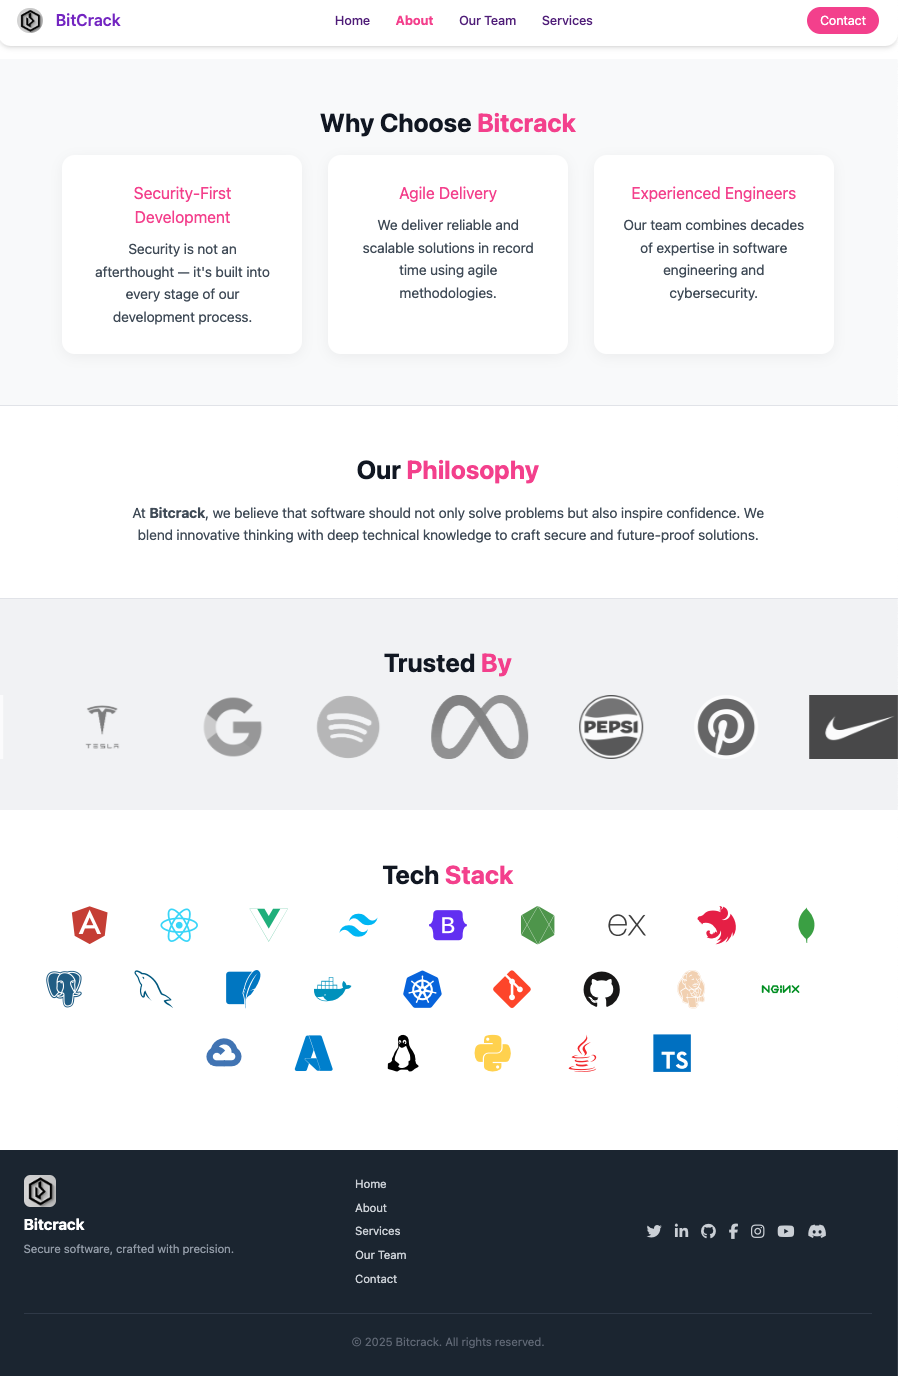 BitCrack
Home
About
Our Team
Services
Contact
Why Choose Bitcrack
Security-First
Development
Security is not an
afterthought — it's built into
every stage of our
development process.
Agile Delivery
We deliver reliable and
scalable solutions in record
time using agile
methodologies.
Experienced Engineers
Our team combines decades
of expertise in software
engineering and
cybersecurity.
Our Philosophy
At Bitcrack, we believe that software should not only solve problems but also inspire confidence. We
blend innovative thinking with deep technical knowledge to craft secure and future-proof solutions.
Trusted By
TESLA
PEPSI
Tech Stack
B
ex
NGINX
TS
Bitcrack
Secure software, crafted with precision.
Home
About
Services
Our Team
Contact
© 2025 Bitcrack. All rights reserved.